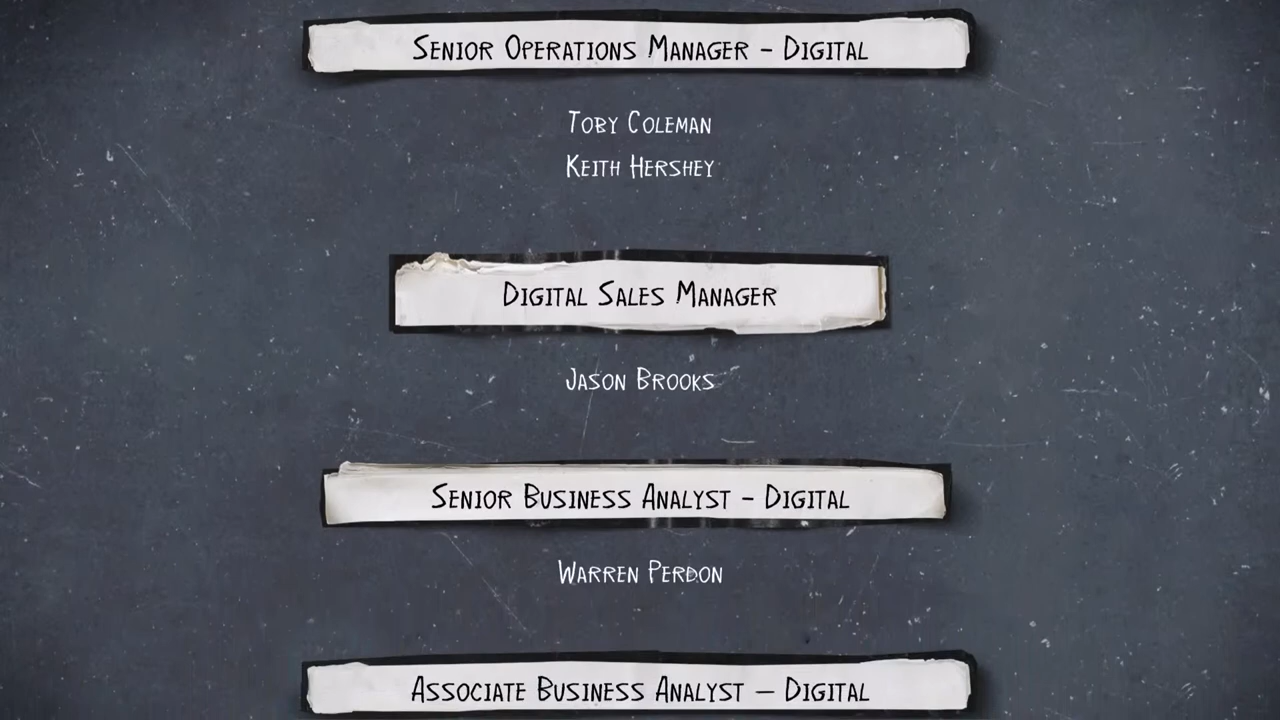 Senior Operations Manager - Digital
Toby Coleman
Keith Hershey
Digital Sales Manager
Jason Brooks
Senior Business Analyst - Digital
Warren Perdon
Associate Business Analyst – Digital